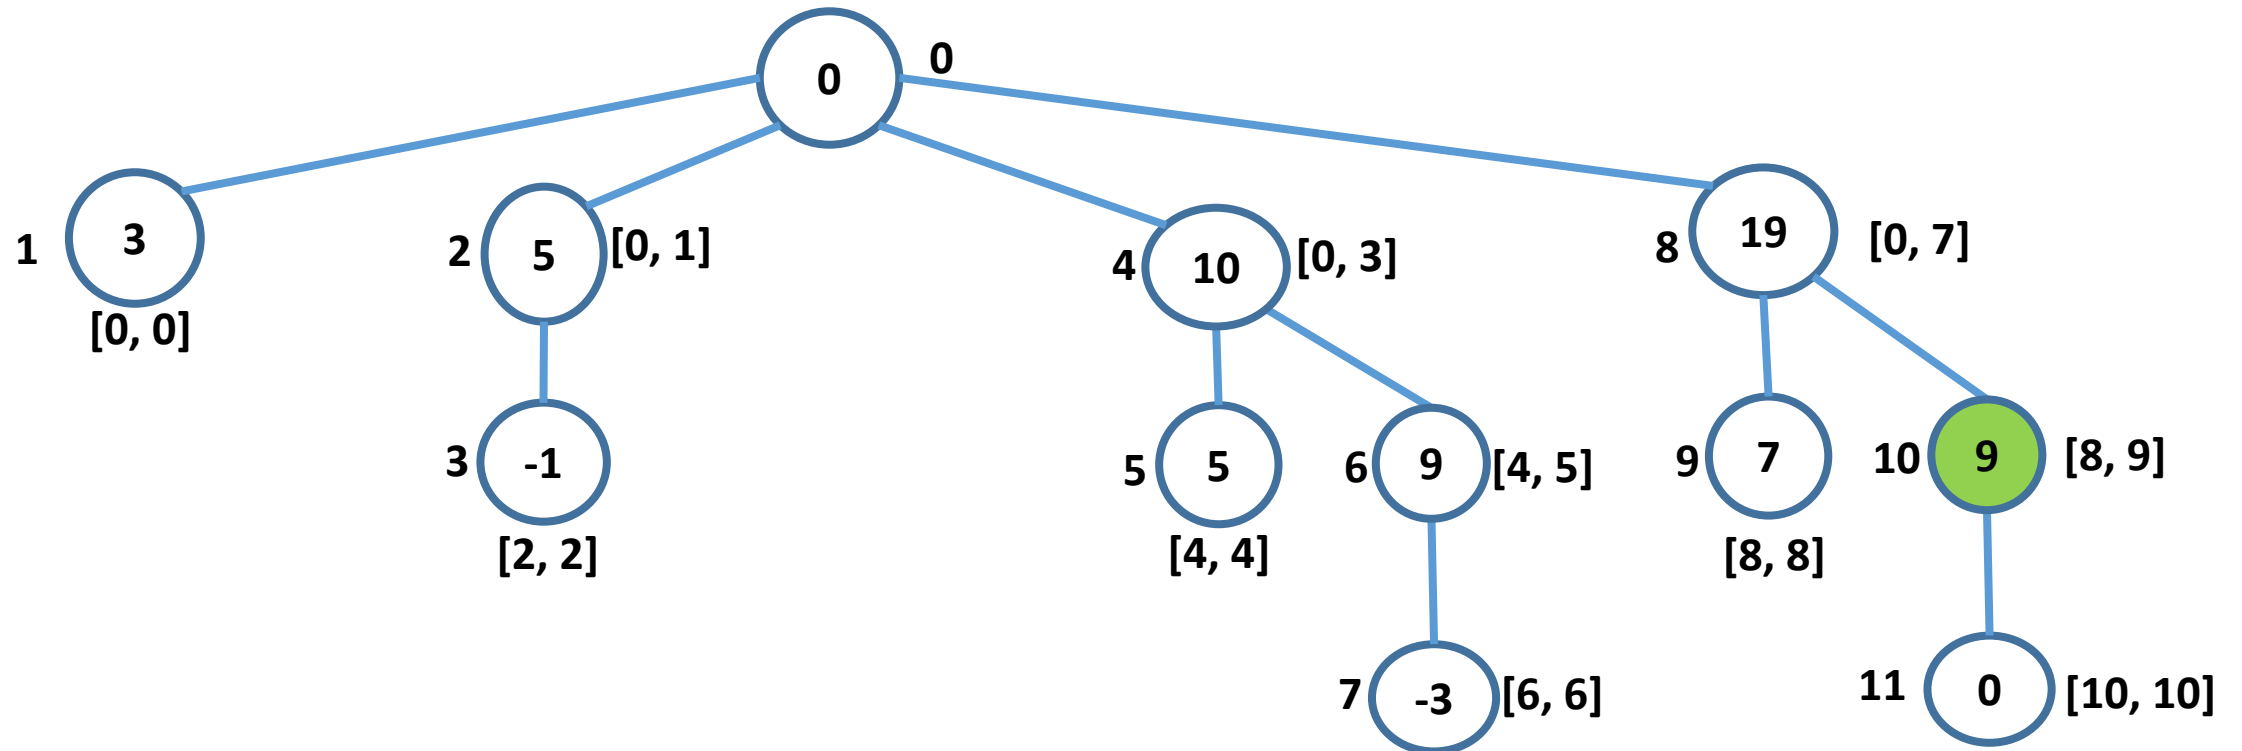 0 0
1 3 [0, 0]
2 5 [0, 1]
4 10 [0, 3]
8 19 [0, 7]
3 -1 [2, 2]
5 5 [4, 4]
6 9 [4, 5]
9 7 [8, 8]
10 9 [8, 9]
7 -3 [6, 6]
11 0 [10, 10]